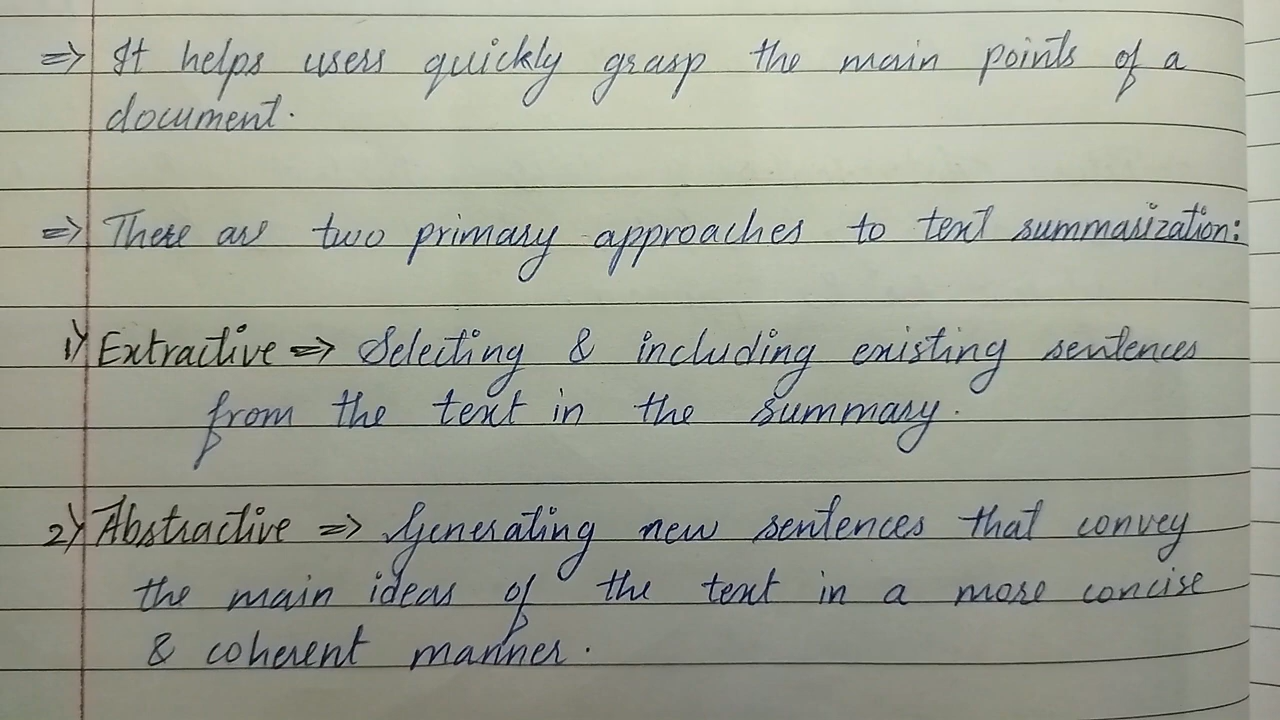 => It helps users quickly grasp the main points of a
document.
=> There are two primary approaches to text summarization:
1) Extractive => Selecting & including existing sentences
from the text in the summary.
2) Abstractive => Generating new sentences that convey
the main ideas of the text in a more concise
& coherent manner.